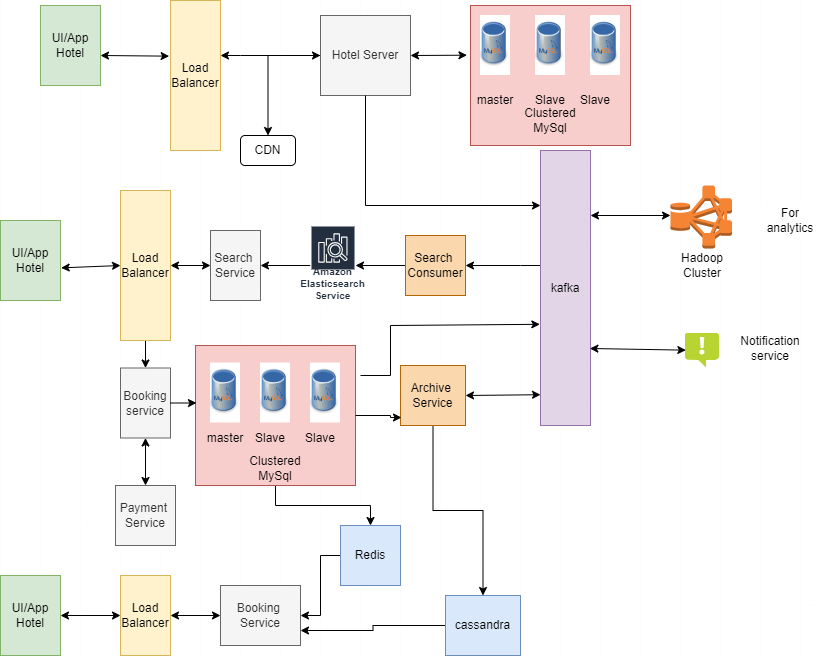 UI/App
Hotel
Load
Balancer
Hotel Server
CDN
master
Slave
Slave
Clustered
MySql
For
analytics
Hadoop
Cluster
UI/App
Hotel
Load
Balancer
Search
Service
Amazon
Elasticsearch
Service
Search
Consumer
kafka
Notification
service
Booking
service
master
Slave
Slave
Clustered
MySql
Archive
Service
Payment
Service
Redis
UI/App
Hotel
Load
Balancer
Booking
Service
cassandra